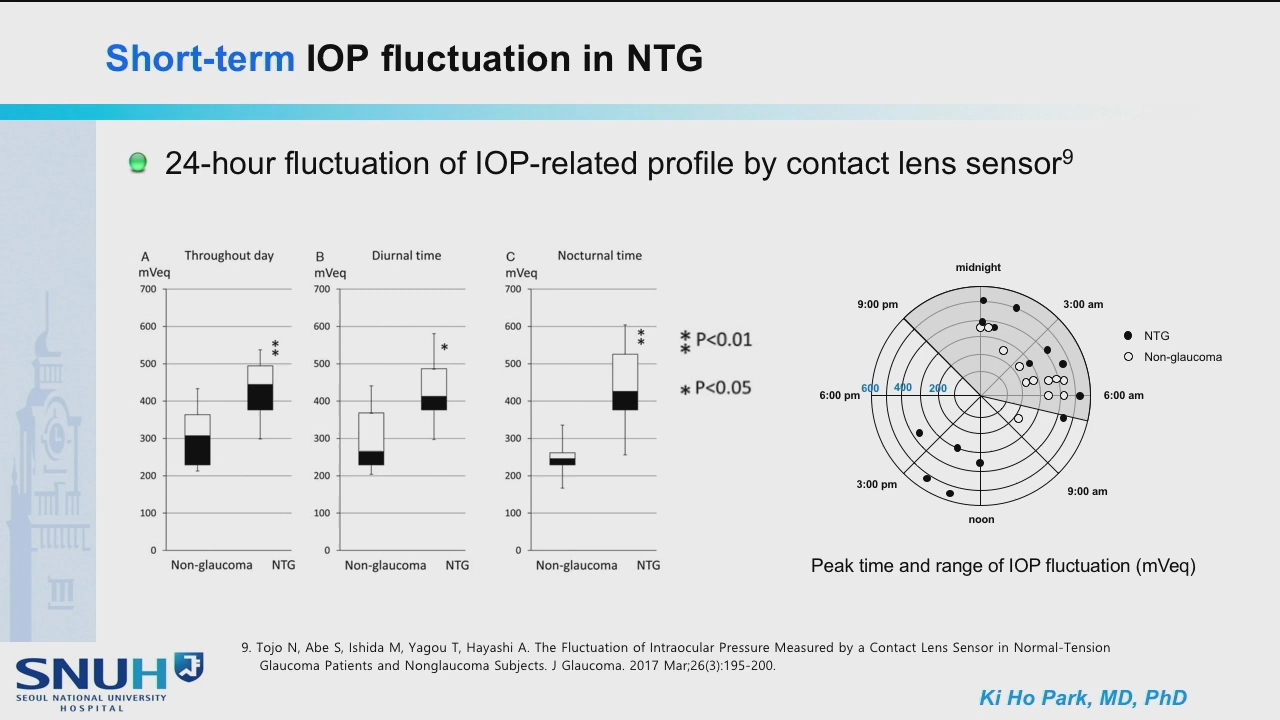 Short-term IOP fluctuation in NTG
24-hour fluctuation of IOP-related profile by contact lens sensor9
A Throughout day
mVeq
700
600
500
400
300
200
100
0
Non-glaucoma NTG
**
B Diurnal time
mVeq
700
600
500
400
300
200
100
0
Non-glaucoma NTG
*
C Nocturnal time
mVeq
700
600
500
400
300
200
100
0
Non-glaucoma NTG
**
** P<0.01
* P<0.05
midnight
9:00 pm
3:00 am
6:00 pm
600 400 200
6:00 am
3:00 pm
9:00 am
noon
NTG
Non-glaucoma
Peak time and range of IOP fluctuation (mVeq)
9. Tojo N, Abe S, Ishida M, Yagou T, Hayashi A. The Fluctuation of Intraocular Pressure Measured by a Contact Lens Sensor in Normal-Tension
Glaucoma Patients and Nonglaucoma Subjects. J Glaucoma. 2017 Mar;26(3):195-200.
SNUH
SEOUL NATIONAL UNIVERSITY
HOSPITAL
Ki Ho Park, MD, PhD